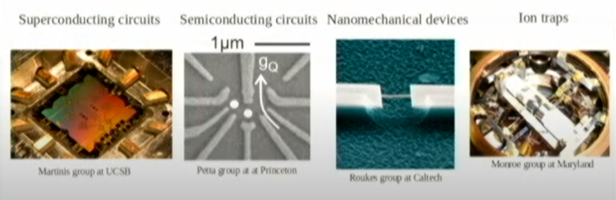 Superconducting circuits
Martinis group at UCSB
Semiconducting circuits
1µm
gQ
Petta group at at Princeton
Nanomechanical devices
Roukes group at Caltech
Ion traps
Monroe group at Maryland